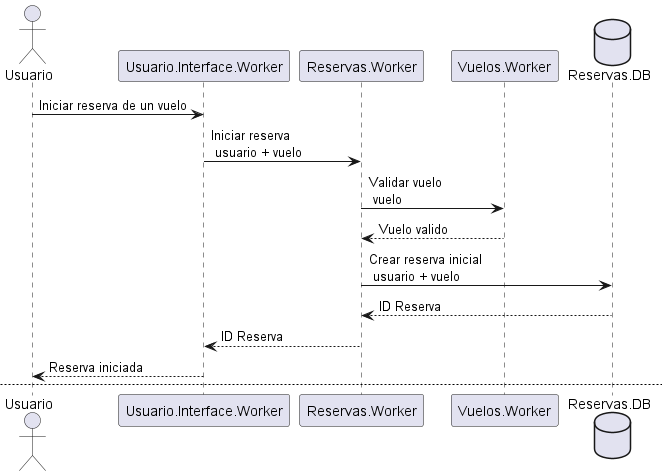 Usuario
Usuario.Interface.Worker
Reservas.Worker
Vuelos.Worker
Reservas.DB
Iniciar reserva de un vuelo
Iniciar reserva
usuario + vuelo
Validar vuelo
vuelo
Vuelo valido
Crear reserva inicial
usuario + vuelo
ID Reserva
ID Reserva
Reserva iniciada
Usuario
Usuario.Interface.Worker
Reservas.Worker
Vuelos.Worker
Reservas.DB